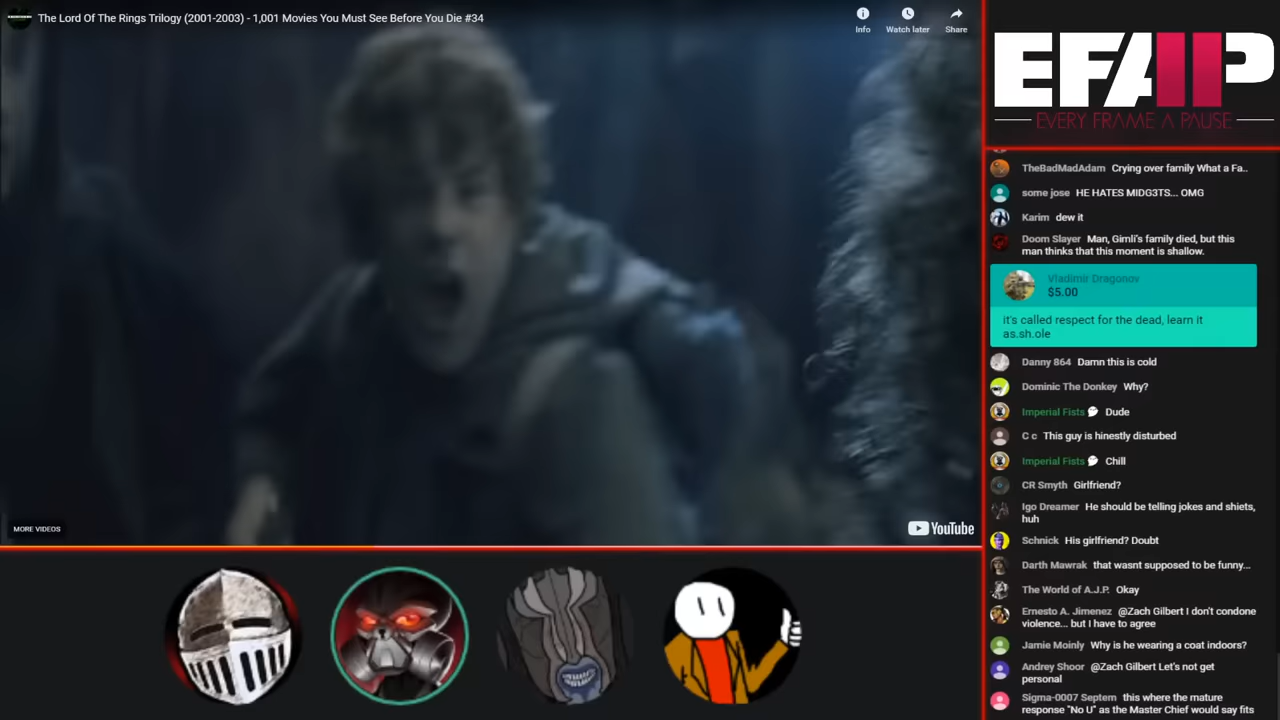 The Lord Of The Rings Trilogy (2001-2003) - 1,001 Movies You Must See Before You Die #34
Info
Watch later
Share
MORE VIDEOS
YouTube
EFAP
EVERY FRAME A PAUSE
TheBadMadAdam Crying over family What a Fa..
some jose HE HATES MIDG3TS... OMG
Karim dew it
Doom Slayer Man, Gimli's family died, but this
man thinks that this moment is shallow.
Vladimir Dragonov
$5.00
it's called respect for the dead, learn it
as.sh.ole
Danny 864 Damn this is cold
Dominic The Donkey Why?
Imperial Fists Dude
C c This guy is hinestly disturbed
Imperial Fists Chill
CR Smyth Girlfriend?
Igo Dreamer He should be telling jokes and shiets,
huh
Schnick His girlfriend? Doubt
Darth Mawrak that wasnt supposed to be funny...
The World of A.J.P. Okay
Ernesto A. Jimenez @Zach Gilbert I don't condone
violence... but I have to agree
Jamie Moinly Why is he wearing a coat indoors?
Andrey Shoor @Zach Gilbert Let's not get
personal
Sigma-0007 Septem this where the mature
response "No U" as the Master Chief would say fits